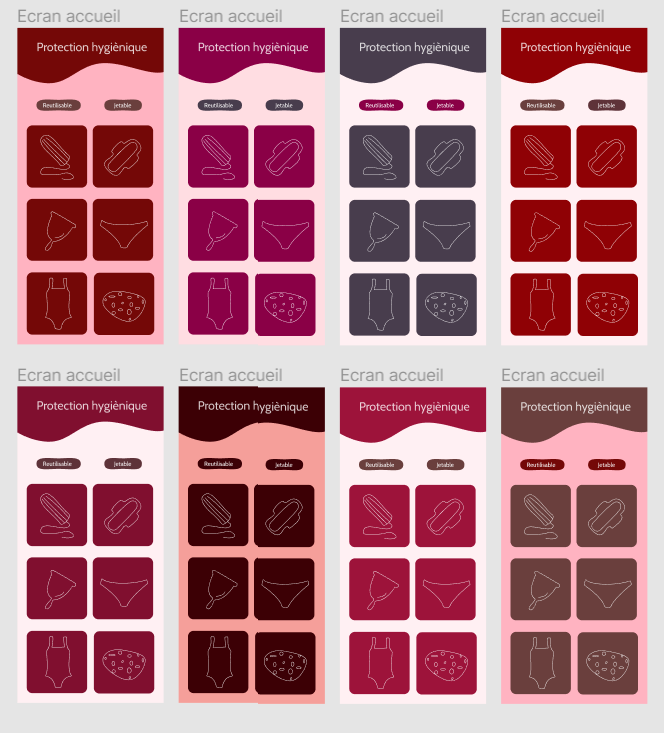 Ecran accueil Ecran accueil Ecran accueil Ecran accueil
Protection hygiènique Protection hygiènique Protection hygiènique Protection hygiènique
Reutilisable Jetable Reutilisable Jetable Reutilisable Jetable Reutilisable Jetable
Ecran accueil Ecran accueil Ecran accueil Ecran accueil
Protection hygiènique Protection hygiènique Protection hygiènique Protection hygiènique
Reutilisable Jetable Reutilisable Jetable Reutilisable Jetable Reutilisable Jetable